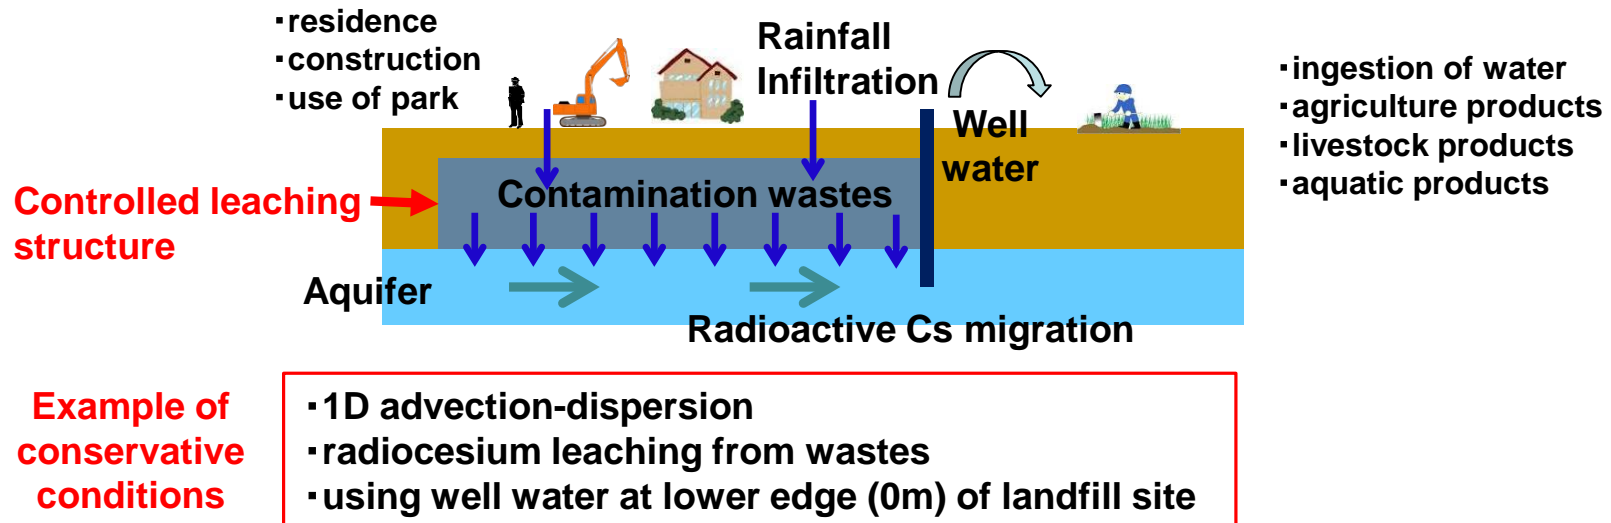 ・residence
・construction
・use of park
Rainfall
Infiltration
・ingestion of water
・agriculture products
・livestock products
・aquatic products
Well
water
Controlled leaching
structure
Contamination wastes
Aquifer
Radioactive Cs migration
Example of
conservative
conditions
・1D advection-dispersion
・radiocesium leaching from wastes
・using well water at lower edge (0m) of landfill site